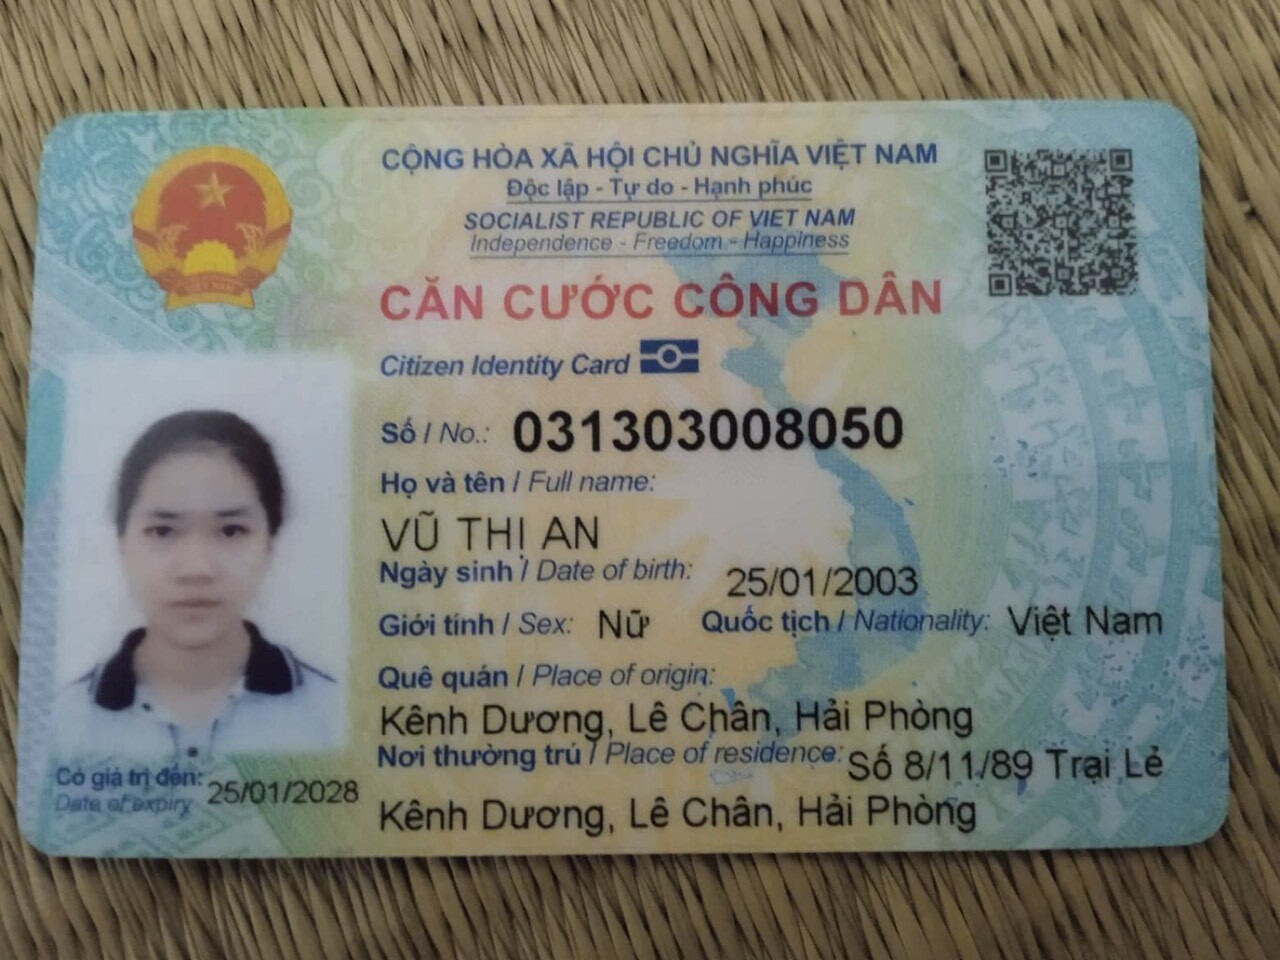 CỘNG HÒA XÃ HỘI CHỦ NGHĨA VIỆT NAM
Độc lập - Tự do - Hạnh phúc
SOCIALIST REPUBLIC OF VIET NAM
Independence - Freedom - Happiness
CĂN CƯỚC CÔNG DÂN
Citizen Identity Card
Số / No.: 031303008050
Họ và tên / Full name:
VŨ THỊ AN
Ngày sinh / Date of birth: 25/01/2003
Giới tính / Sex: Nữ Quốc tịch / Nationality: Việt Nam
Quê quán / Place of origin:
Kênh Dương, Lê Chân, Hải Phòng
Nơi thường trú / Place of residence: Số 8/11/89 Trại Lẻ
Kênh Dương, Lê Chân, Hải Phòng
Có giá trị đến: 25/01/2028
Date of expiry